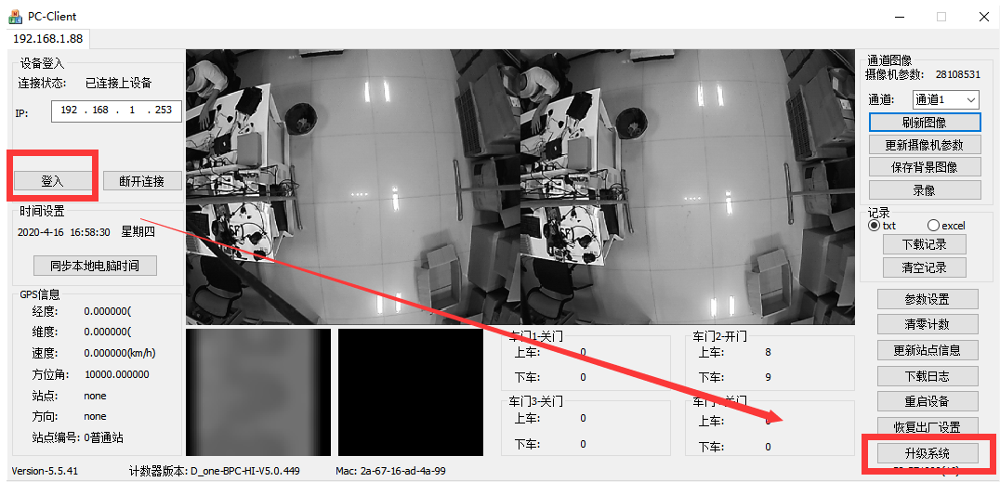 PC-Client
192.168.1.88
设备登入
连接状态: 已连接上设备
IP: 192 . 168 . 1 . 253
登入 断开连接
时间设置
2020-4-16 16:58:30 星期四
同步本地电脑时间
GPS信息
经度: 0.000000(
维度: 0.000000(
速度: 0.000000(km/h)
方位角: 10000.000000
站点: none
方向: none
站点编号: 0普通站
车门1-关门
上车: 0
下车: 0
车门2-开门
上车: 8
下车: 9
车门3-关门
上车: 0
下车: 0
关门
上车: 0
下车: 0
通道图像
摄像机参数: 28108531
通道: 通道1
刷新图像
更新摄像机参数
保存背景图像
录像
记录
txt excel
下载记录
清空记录
参数设置
清零计数
更新站点信息
下载日志
重启设备
恢复出厂设置
升级系统
Version-5.5.41 计数器版本: D_one-BPC-HI-V5.0.449 Mac: 2a-67-16-ad-4a-99